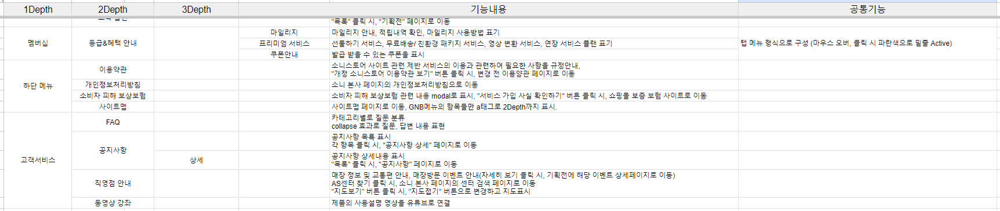 1Depth 2Depth 3Depth 기능내용 공통기능
"목록" 클릭 시, "기획전" 페이지로 이동
멤버십 등급&혜택 안내 마일리지 마일리지 안내, 적립내역 확인, 마일리지 사용방법 표기
프리미엄 서비스 선물하기 서비스, 무료배송/ 친환경 패키지 서비스, 영상 변환 서비스, 연장 서비스 플랜 표기 탭 메뉴 형식으로 구성 (마우스 오버, 클릭 시 파란색으로 밑줄 Active)
쿠폰안내 발급 받을 수 있는 쿠폰을 표시
하단 메뉴 이용약관 소니스토어 사이트 관련 제반 서비스의 이용과 관련하여 필요한 사항을 규정안내,
"개정 소니스토어 이용약관 보기" 버튼 클릭 시, 변경 전 이용양관 페이지로 이동
개인정보처리방침 소니 본사 페이지의 개인정보처리방침으로 이동
소비자 피해 보상보험 소비자 피해 보상보험 관련 내용 modal로 표시, "서비스 가입 사실 확인하기" 버튼 클릭 시, 쇼핑몰 보증 보험 사이트로 이동
사이트맵 사이트맵 페이지로 이동, GNB메뉴의 항목들만 a태그로 2Depth까지 표시.
고객서비스 FAQ 카테고리별로 질문 분류
collapse 효과로 질문, 답변 내용 표현
공지사항 공지사항 목록 표시
각 항목 클릭 시, "공지사항 상세" 페이지로 이동
상세 공지사항 상세내용 표시
"목록" 클릭 시, "공지사항" 페이지로 이동
직영점 안내 매장 정보 및 교통편 안내, 매장방문 이벤트 안내(자세히 보기 클릭 시, 기획전에 해당 이벤트 상세페이지로 이동)
AS센터 찾기 클릭 시, 소니 본사 페이지의 센터 검색 페이지로 이동
"지도보기" 버튼 클릭 시, "지도접기" 버튼으로 변경하고 지도표시
동영상 강좌 제품의 사용설명 영상을 유튜브로 연결